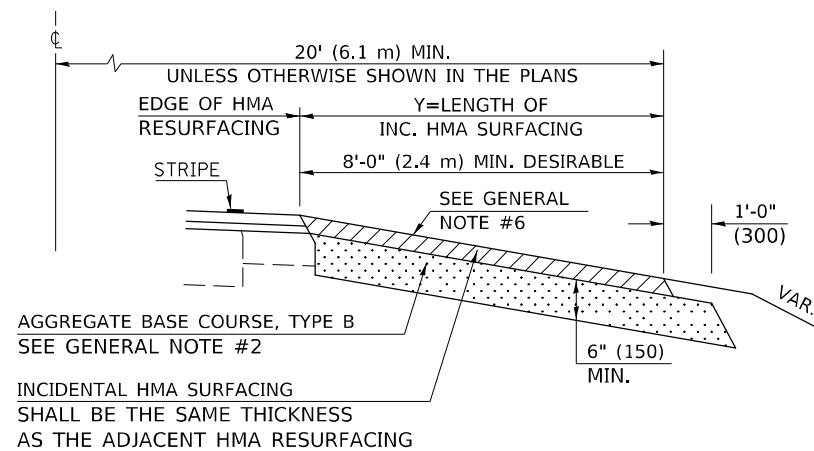 ℄
20' (6.1 m) MIN.
UNLESS OTHERWISE SHOWN IN THE PLANS
EDGE OF HMA
RESURFACING
Y=LENGTH OF
INC. HMA SURFACING
8'-0" (2.4 m) MIN. DESIRABLE
STRIPE
SEE GENERAL
NOTE #6
1'-0"
(300)
VAR.
AGGREGATE BASE COURSE, TYPE B
SEE GENERAL NOTE #2
6" (150)
MIN.
INCIDENTAL HMA SURFACING
SHALL BE THE SAME THICKNESS
AS THE ADJACENT HMA RESURFACING